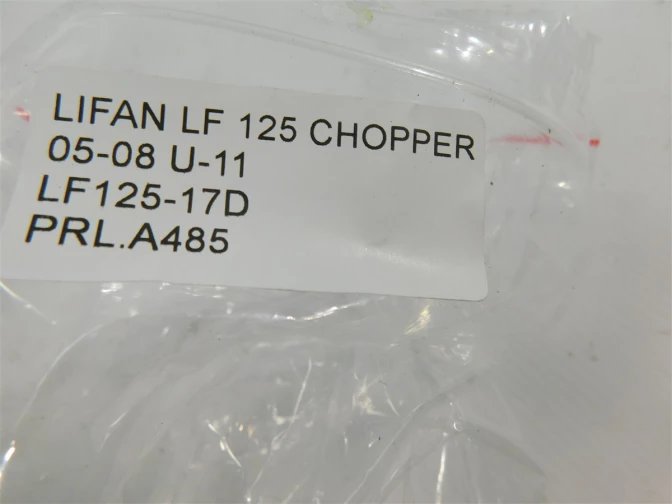 LIFAN LF 125 CHOPPER
05-08 U-11
LF125-17D
PRL.A485